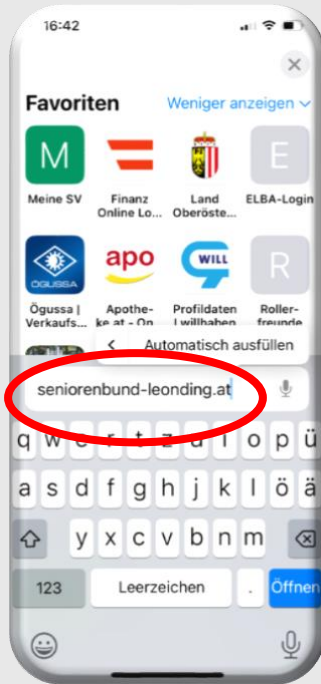 16:42
Favoriten Weniger anzeigen
M E
Meine SV Finanz Land ELBA-Login
Online Lo... Oberöste...
ÖGUSSA apo WILL R
Ögussa | Apothe- Profildaten Roller-
Verkaufs... ke.at - On... | willhaben freunde
< Automatisch ausfüllen
seniorenbund-leonding.at
q w e r t z u i o p ü
a s d f g h j k l ö ä
y x c v b n m
123 Leerzeichen . Öffnen